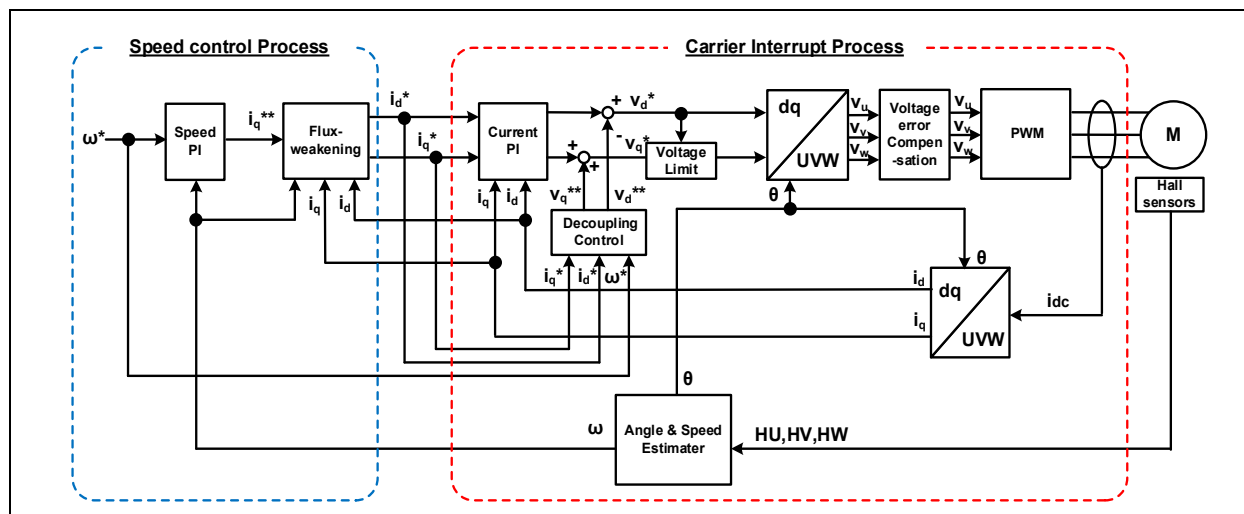 Speed control Process
Carrier Interrupt Process
ω*
Speed
PI
iq**
Flux-
weakening
id*
iq*
Current
PI
+
vd*
-
+
+
vq*
Voltage
Limit
dq
UVW
vu
vv
vw
Voltage
error
Compen
-sation
vu
vv
vw
PWM
M
Hall
sensors
iq
id
iq
id
vq**
vd**
Decoupling
Control
θ
iq*
id*
ω*
θ
id
dq
iq
UVW
idc
θ
ω
Angle & Speed
Estimater
HU,HV,HW